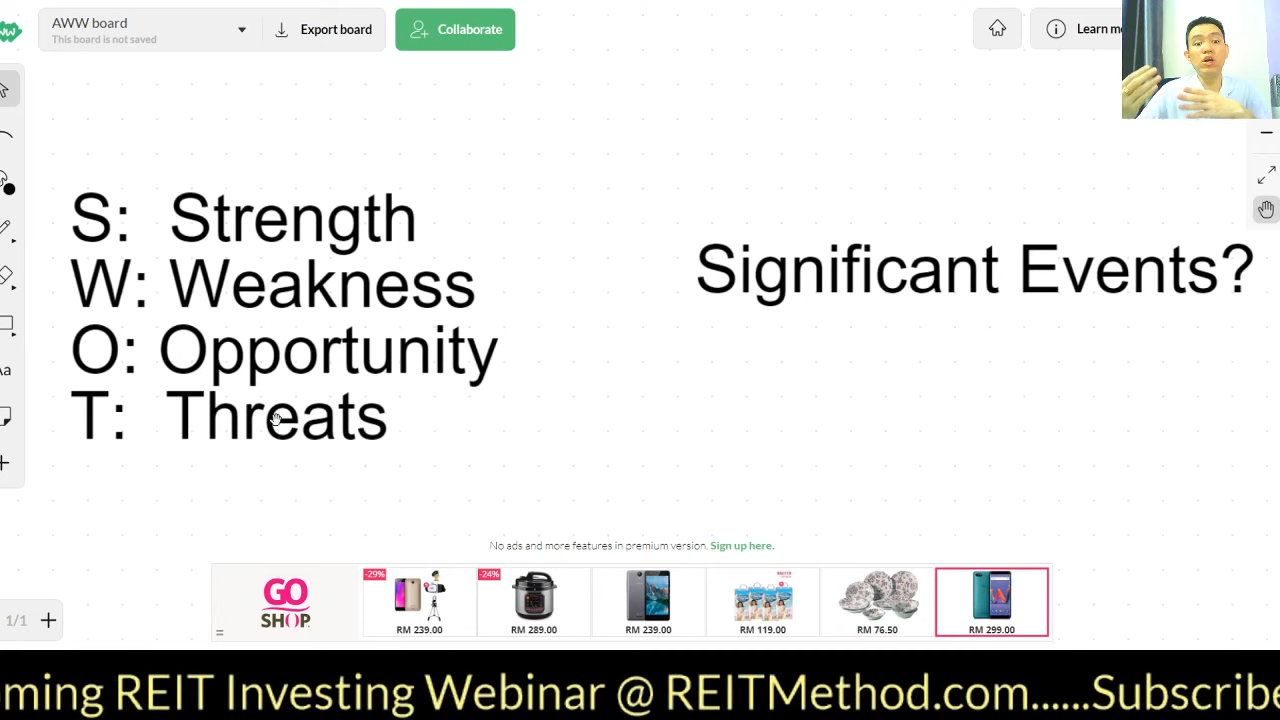 AWW board
This board is not saved
Export board
Collaborate
Learn
S: Strength
W: Weakness
O: Opportunity
T: Threats
Significant Events?
Aa
No ads and more features in premium version. Sign up here.
GO
SHOP
-29%
-24%
RM 239.00
RM 289.00
RM 239.00
RM 119.00
RM 76.50
RM 299.00
1/1
oming REIT Investing Webinar @ REITMethod.com......Subscribe